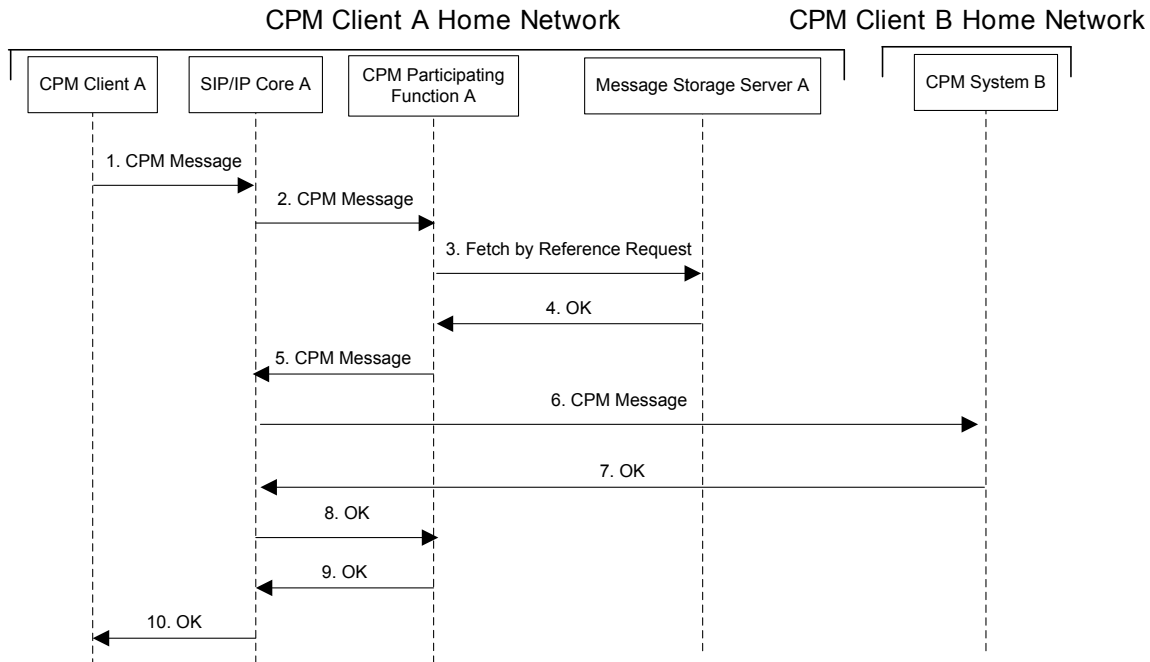 CPM Client A Home Network
CPM Client B Home Network
CPM Client A
SIP/IP Core A
CPM Participating
Function A
Message Storage Server A
CPM System B
1. CPM Message
2. CPM Message
3. Fetch by Reference Request
4. OK
5. CPM Message
6. CPM Message
7. OK
8. OK
9. OK
10. OK